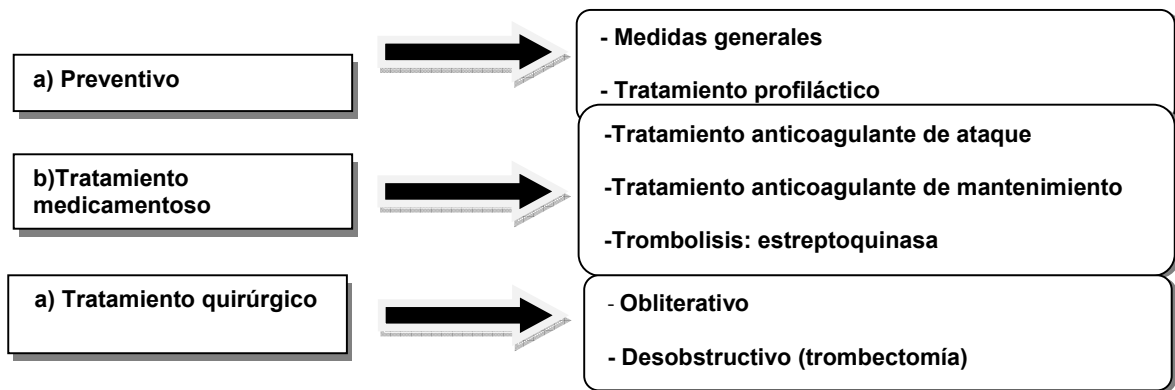 a) Preventivo
- Medidas generales
- Tratamiento profiláctico
b)Tratamiento
medicamentoso
-Tratamiento anticoagulante de ataque
-Tratamiento anticoagulante de mantenimiento
-Trombolisis: estreptoquinasa
a) Tratamiento quirúrgico
- Obliterativo
- Desobstructivo (trombectomía)